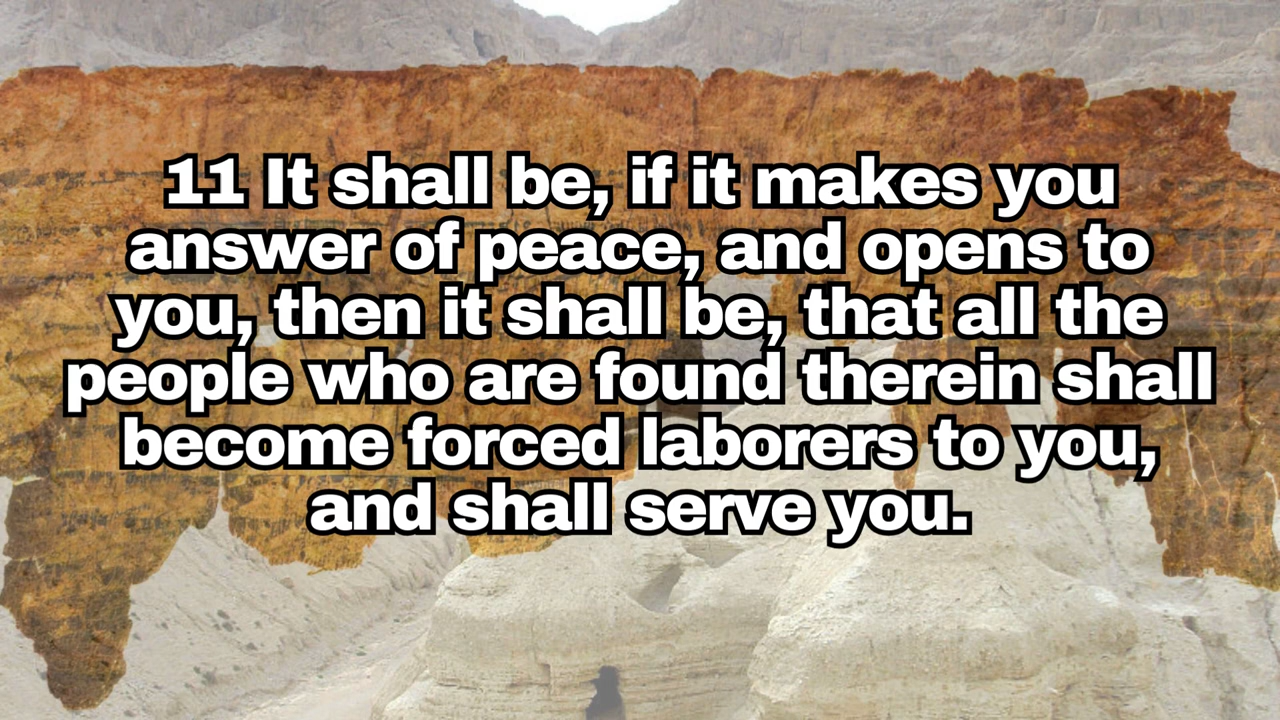 11 It shall be, if it makes you
answer of peace, and opens to
you, then it shall be, that all the
people who are found therein shall
become forced laborers to you,
and shall serve you.